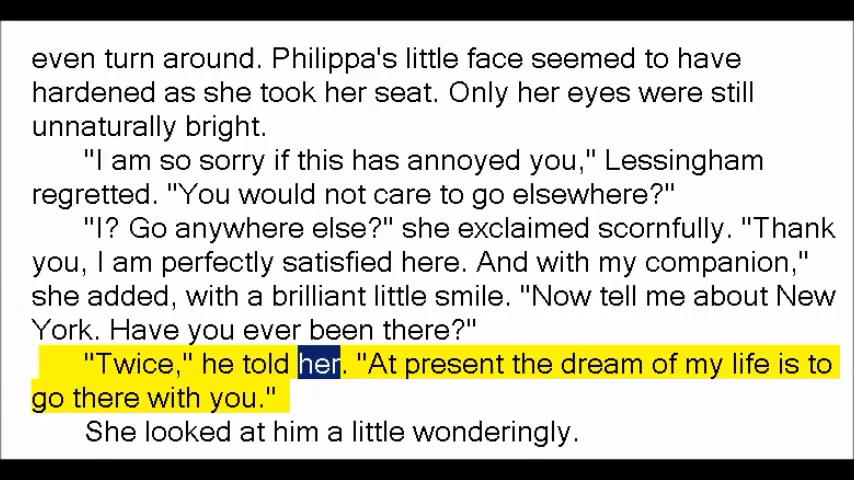 even turn around. Philippa's little face seemed to have
hardened as she took her seat. Only her eyes were still
unnaturally bright.
"I am so sorry if this has annoyed you," Lessingham
regretted. "You would not care to go elsewhere?"
"I? Go anywhere else?" she exclaimed scornfully. "Thank
you, I am perfectly satisfied here. And with my companion,"
she added, with a brilliant little smile. "Now tell me about New
York. Have you ever been there?"
"Twice," he told her. "At present the dream of my life is to
go there with you."
She looked at him a little wonderingly.